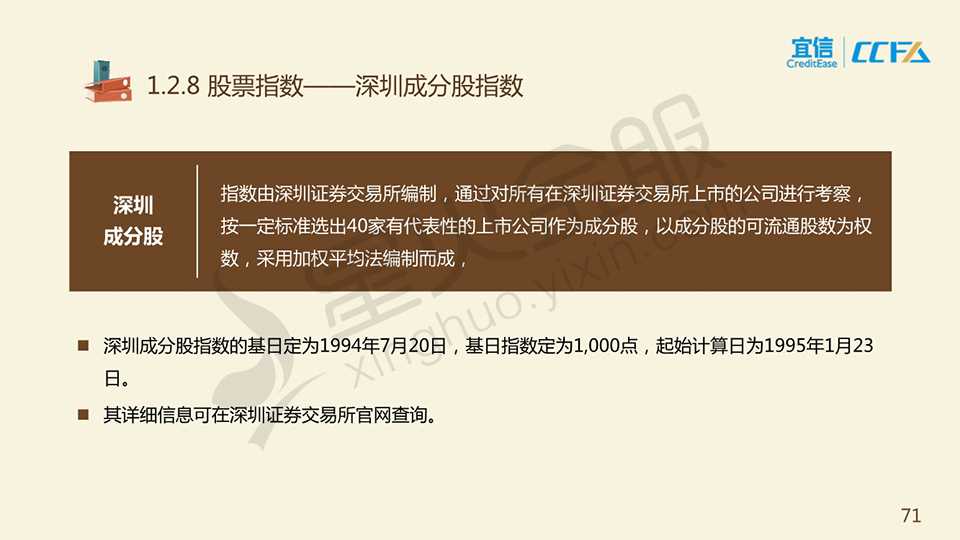 宜信
CreditEase
CCFA
1.2.8 股票指数——深圳成分股指数
深圳
成分股
指数由深圳证券交易所编制，通过对所有在深圳证券交易所上市的公司进行考察，
按一定标准选出40家有代表性的上市公司作为成分股，以成分股的可流通股数为权
数，采用加权平均法编制而成，
深圳成分股指数的基日定为1994年7月20日，基日指数定为1,000点，起始计算日为1995年1月23
日。
其详细信息可在深圳证券交易所官网查询。
星火金服
xinghuo.yixin.com
71